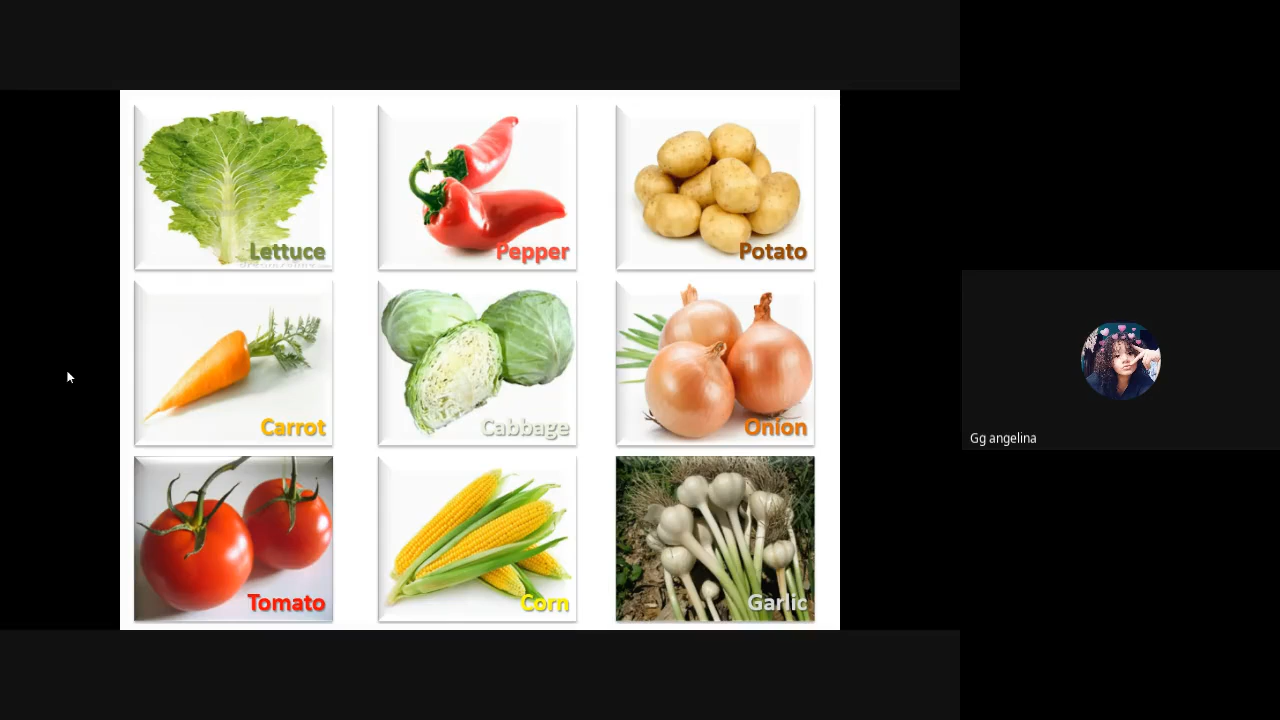 Lettuce
Pepper
Potato
Carrot
Cabbage
Onion
Tomato
Corn
Garlic
Gg angelina